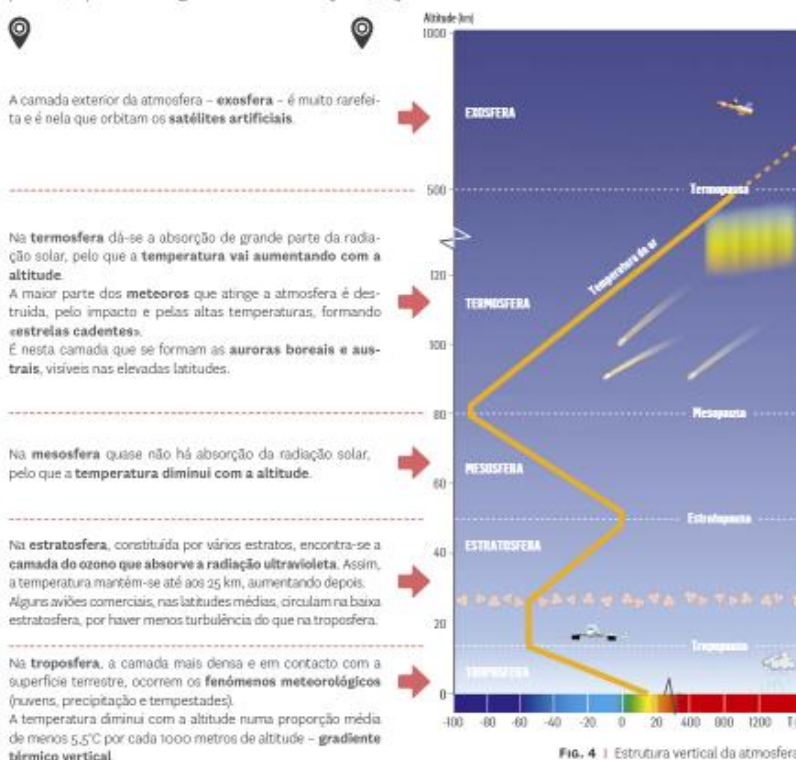 A camada exterior da atmosfera – exosfera – é muito rarefei-
ta e é nela que orbitam os satélites artificiais.
Na termosfera dá-se a absorção de grande parte da radia-
ção solar, pelo que a temperatura vai aumentando com a
altitude.
A maior parte dos meteoros que atinge a atmosfera é des-
truída, pelo impacto e pelas altas temperaturas, formando
«estrelas cadentes».
É nesta camada que se formam as auroras boreais e aus-
trais, visíveis nas elevadas latitudes.
Na mesosfera quase não há absorção da radiação solar,
pelo que a temperatura diminui com a altitude.
Na estratosfera, constituída por vários estratos, encontra-se a
camada do ozono que absorve a radiação ultravioleta. Assim,
a temperatura mantém-se até aos 25 km, aumentando depois.
Alguns aviões comerciais, nas latitudes médias, circulam na baixa
estratosfera, por haver menos turbulência do que na troposfera.
Na troposfera, a camada mais densa e em contacto com a
superfície terrestre, ocorrem os fenómenos meteorológicos
(nuvens, precipitação e tempestades).
A temperatura diminui com a altitude numa proporção média
de menos 5,5°C por cada 1000 metros de altitude – gradiente
térmico vertical.
Altitude (km)
1000
EXOSFERA
500
Termopausa
Temperatura do ar
120
TERMOSFERA
100
80
Mesopausa
MESOSFERA
60
Estratopausa
ESTRATOSFERA
40
20
Tropopausa
TROPOSFERA
0
-100 -80 -60 -40 -20 0 20 400 800 1200
FIG. 4 | Estrutura vertical da atmosfera